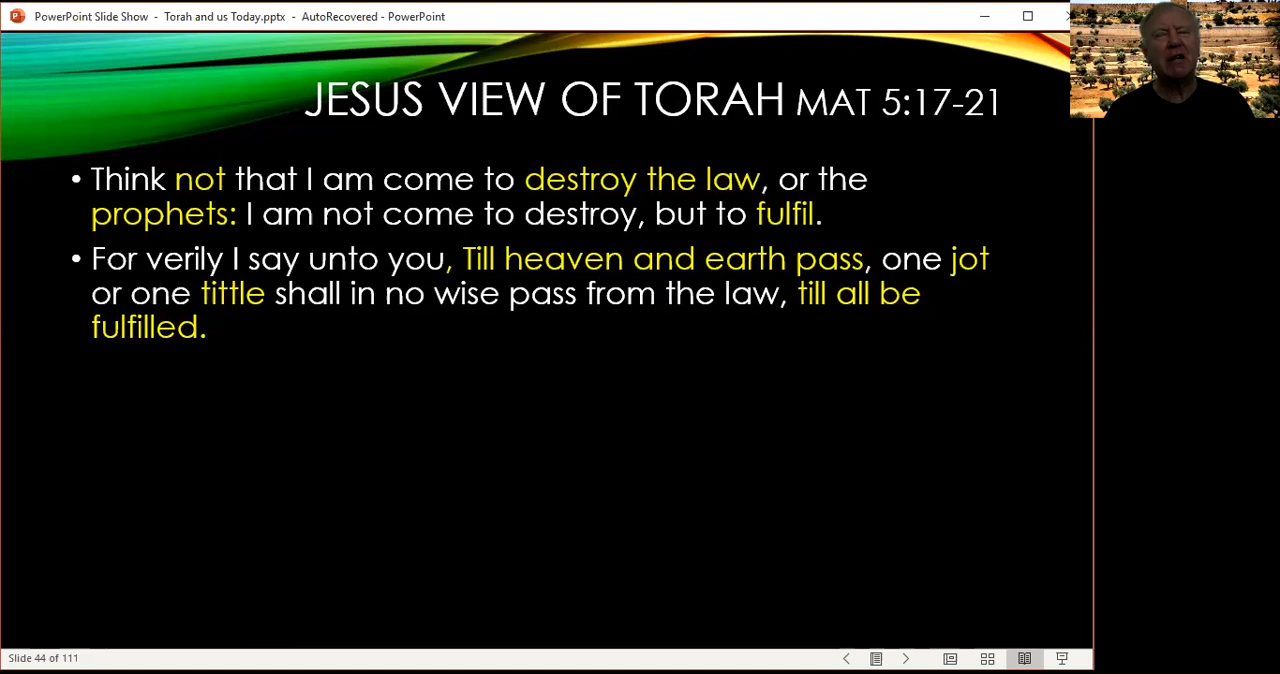 PowerPoint Slide Show - Torah and us Today.pptx - AutoRecovered - PowerPoint
JESUS VIEW OF TORAH MAT 5:17-21
• Think not that I am come to destroy the law, or the
prophets: I am not come to destroy, but to fulfil.
• For verily I say unto you, Till heaven and earth pass, one jot
or one tittle shall in no wise pass from the law, till all be
fulfilled.
Slide 44 of 111